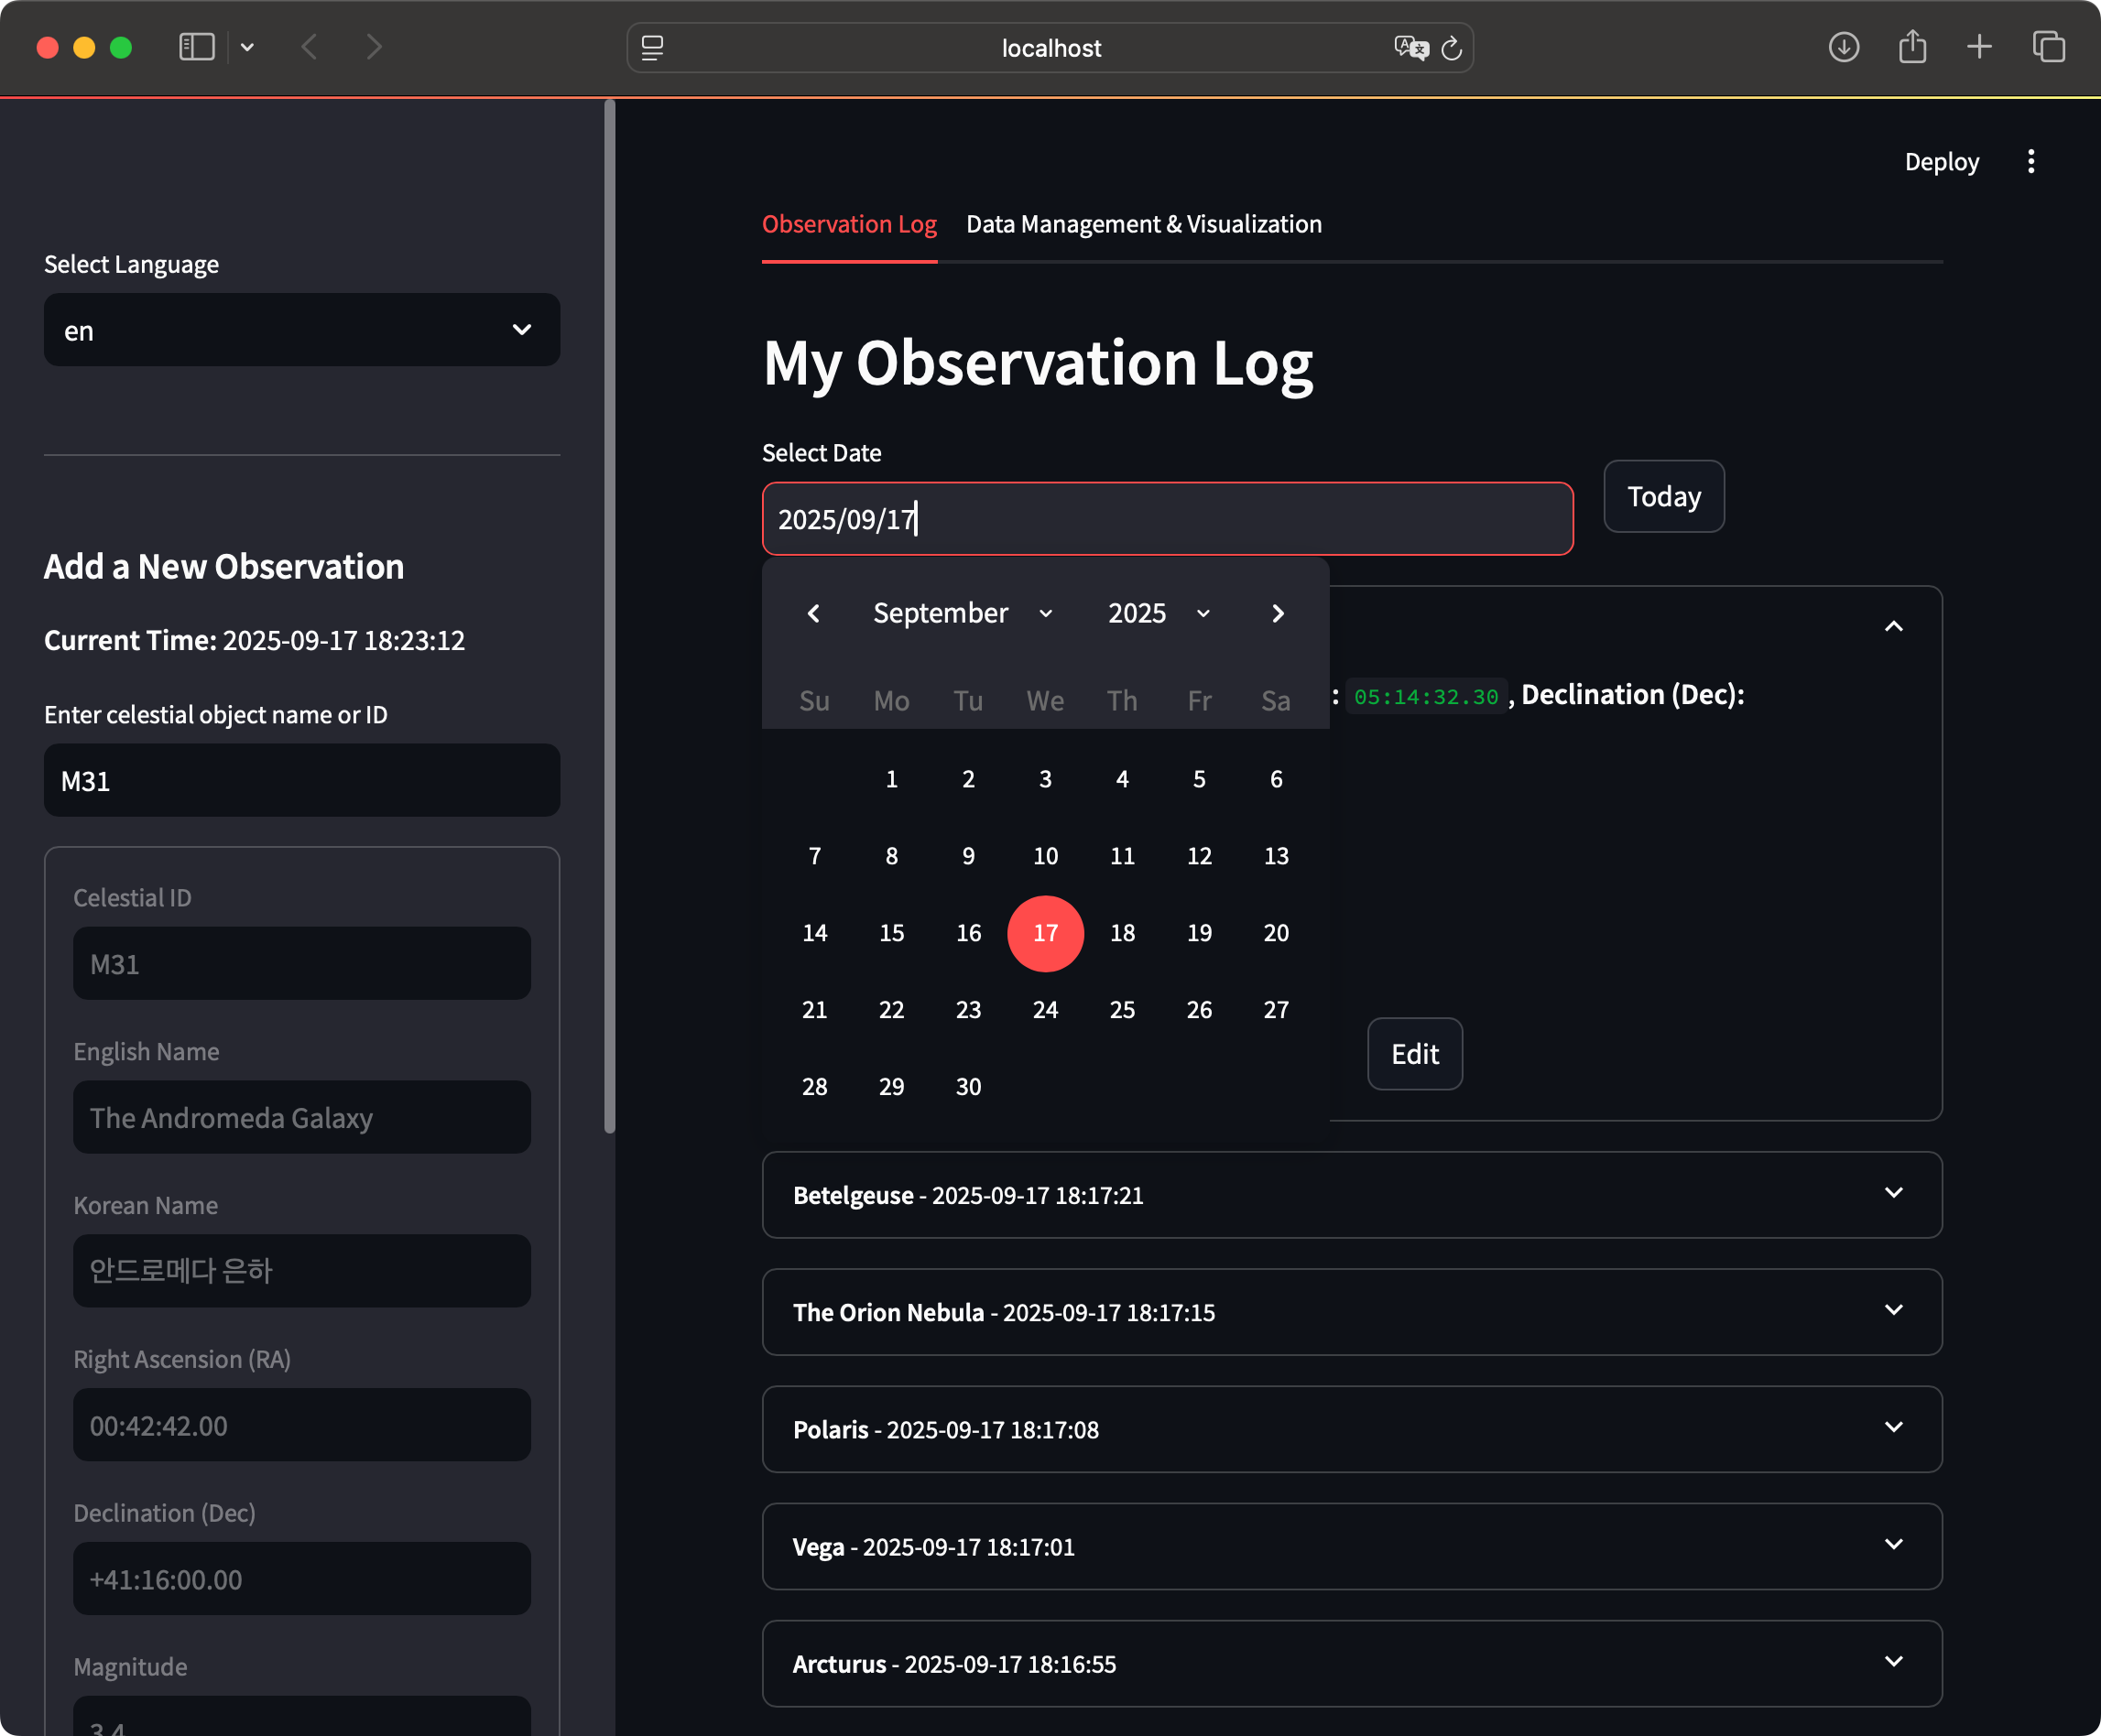 localhost
Deploy
Select Language
en
Add a New Observation
Current Time: 2025-09-17 18:23:12
Enter celestial object name or ID
M31
Celestial ID
M31
English Name
The Andromeda Galaxy
Korean Name
안드로메다 은하
Right Ascension (RA)
00:42:42.00
Declination (Dec)
+41:16:00.00
Magnitude
3.4
Observation Log Data Management & Visualization
My Observation Log
Select Date
2025/09/17
Today
September 2025
Su Mo Tu We Th Fr Sa
1 2 3 4 5 6
7 8 9 10 11 12 13
14 15 16 17 18 19 20
21 22 23 24 25 26 27
28 29 30
: 05:14:32.30 , Declination (Dec):
Edit
Betelgeuse - 2025-09-17 18:17:21
The Orion Nebula - 2025-09-17 18:17:15
Polaris - 2025-09-17 18:17:08
Vega - 2025-09-17 18:17:01
Arcturus - 2025-09-17 18:16:55